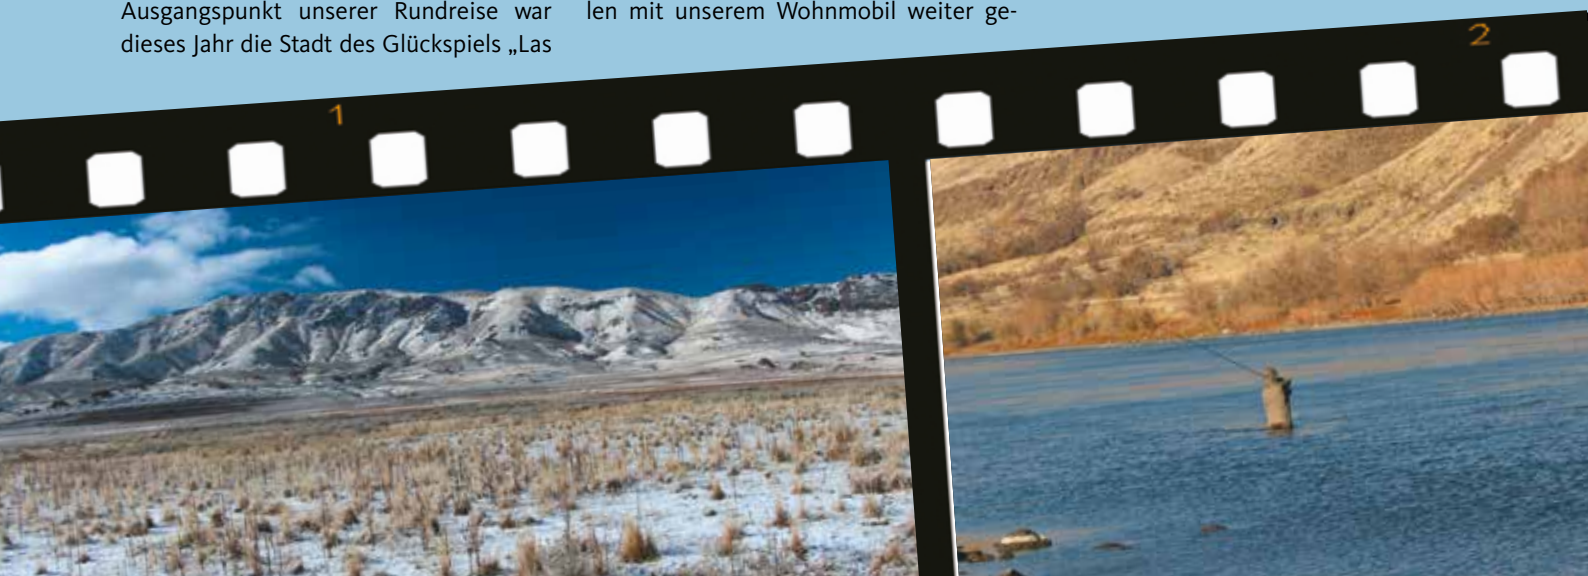 Ausgangspunkt unserer Rundreise war
dieses Jahr die Stadt des Glückspiels „Las
len mit unserem Wohnmobil weiter ge-
1
2